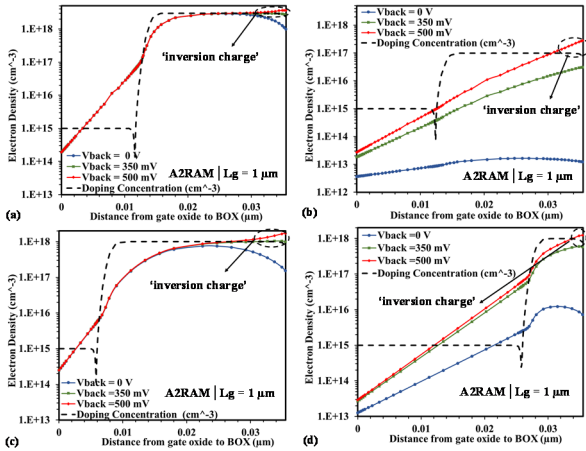 1.E+18
1.E+17
1.E+16
1.E+15
1.E+14
1.E+13
Electron Density (cm^-3)
'inversion charge'
Vback = 0 V
Vback = 350 mV
Vback = 500 mV
Doping Concentration (cm^-3)
A2RAM | Lg = 1 µm
0
0.01
0.02
0.03
Distance from gate oxide to BOX (µm)
(a)
Vback = 0 V
Vback = 350 mV
Vback = 500 mV
Doping Concentration (cm^-3)
1.E+18
1.E+17
1.E+16
1.E+15
1.E+14
1.E+13
1.E+12
Electron Density (cm^-3)
'inversion charge'
A2RAM | Lg = 1 µm
0
0.01
0.02
0.03
Distance from gate oxide to BOX (µm)
(b)
1.E+18
1.E+17
1.E+16
1.E+15
1.E+14
1.E+13
Electron Density (cm^-3)
'inversion charge'
Vback = 0 V
Vback =350 mV
Vback = 500 mV
Doping Concentration (cm^-3)
A2RAM | Lg = 1 µm
0
0.01
0.02
0.03
Distance from gate oxide to BOX (µm)
(c)
Vback =0 V
Vback =350 mV
Vback = 500 mV
Doping Concentration (cm^-3)
1.E+18
1.E+17
1.E+16
1.E+15
1.E+14
1.E+13
Electron Density (cm^-3)
'inversion charge'
A2RAM | Lg = 1 µm
0
0.01
0.02
0.03
Distance from gate oxide to BOX (µm)
(d)